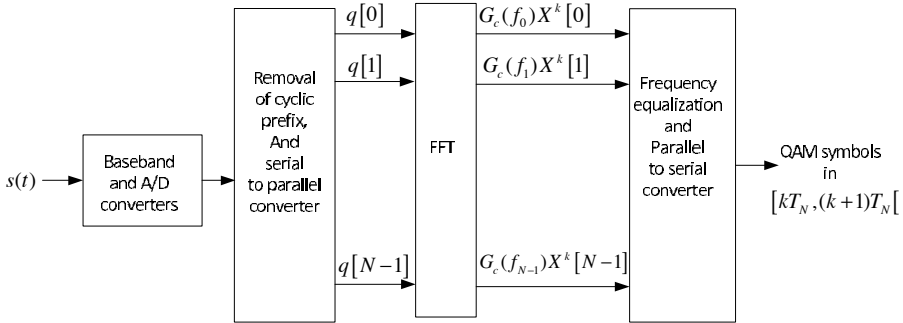 s(t)
Baseband
and A/D
converters
Removal
of cyclic
prefix,
And
serial
to parallel
converter
q[0]
q[1]
q[N−1]
FFT
G_c(f_0)X^k[0]
G_c(f_1)X^k[1]
G_c(f_{N−1})X^k[N−1]
Frequency
equalization
and
Parallel
to serial
converter
QAM symbols
in
[kT_N,(k+1)T_N[